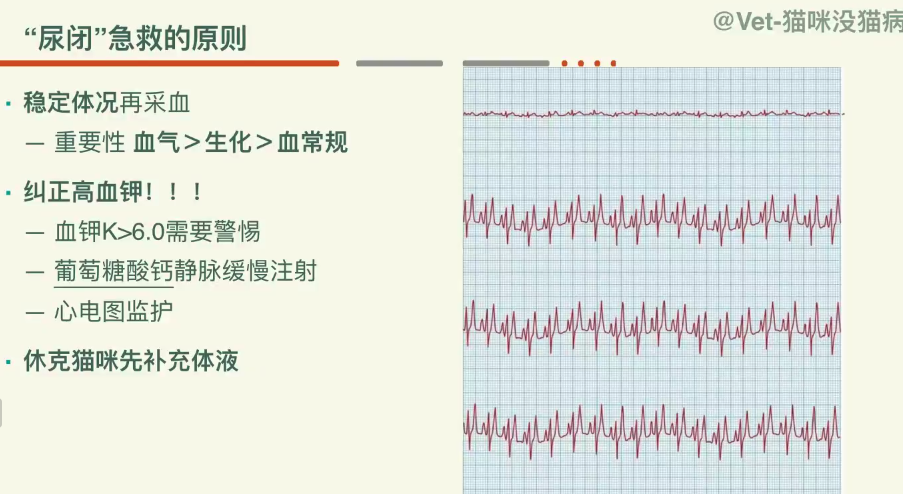 @Vet-猫咪没猫病
“尿闭”急救的原则
· 稳定体况再采血
— 重要性 血气＞生化＞血常规
· 纠正高血钾！！！
— 血钾K>6.0需要警惕
— 葡萄糖酸钙静脉缓慢注射
— 心电图监护
· 休克猫咪先补充体液